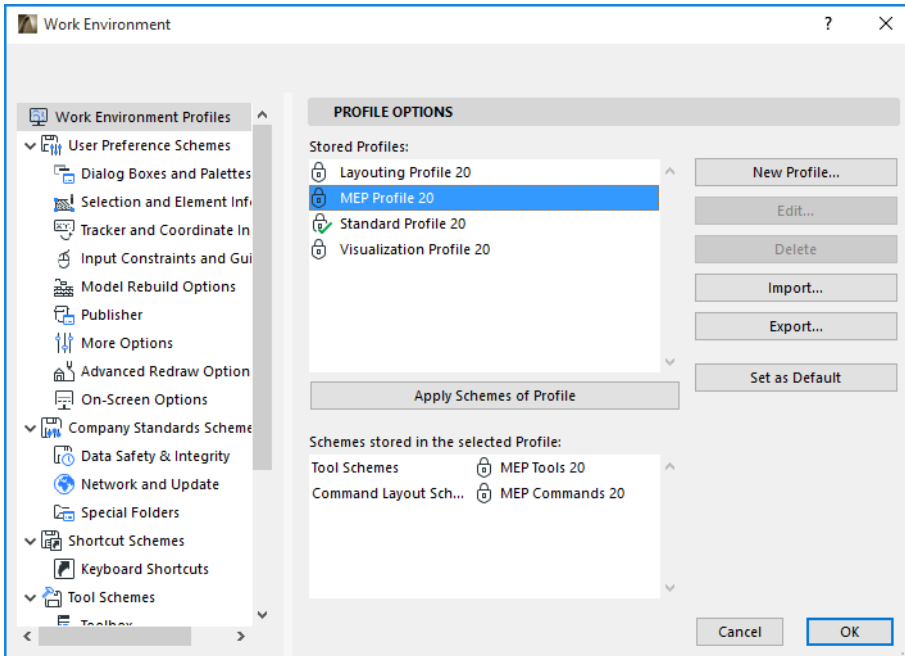 Work Environment
?
Work Environment Profiles
User Preference Schemes
Dialog Boxes and Palettes
Selection and Element Inf
Tracker and Coordinate In
Input Constraints and Gui
Model Rebuild Options
Publisher
More Options
Advanced Redraw Option
On-Screen Options
Company Standards Scheme
Data Safety & Integrity
Network and Update
Special Folders
Shortcut Schemes
Keyboard Shortcuts
Tool Schemes
Toolbox
PROFILE OPTIONS
Stored Profiles:
Layouting Profile 20
MEP Profile 20
Standard Profile 20
Visualization Profile 20
New Profile...
Edit...
Delete
Import...
Export...
Set as Default
Apply Schemes of Profile
Schemes stored in the selected Profile:
Tool Schemes MEP Tools 20
Command Layout Sch... MEP Commands 20
Cancel
OK